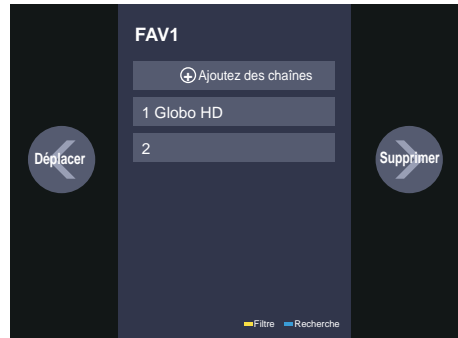 FAV1
Ajoutez des chaînes
1 Globo HD
2
Déplacer
Supprimer
Filtre Recherche